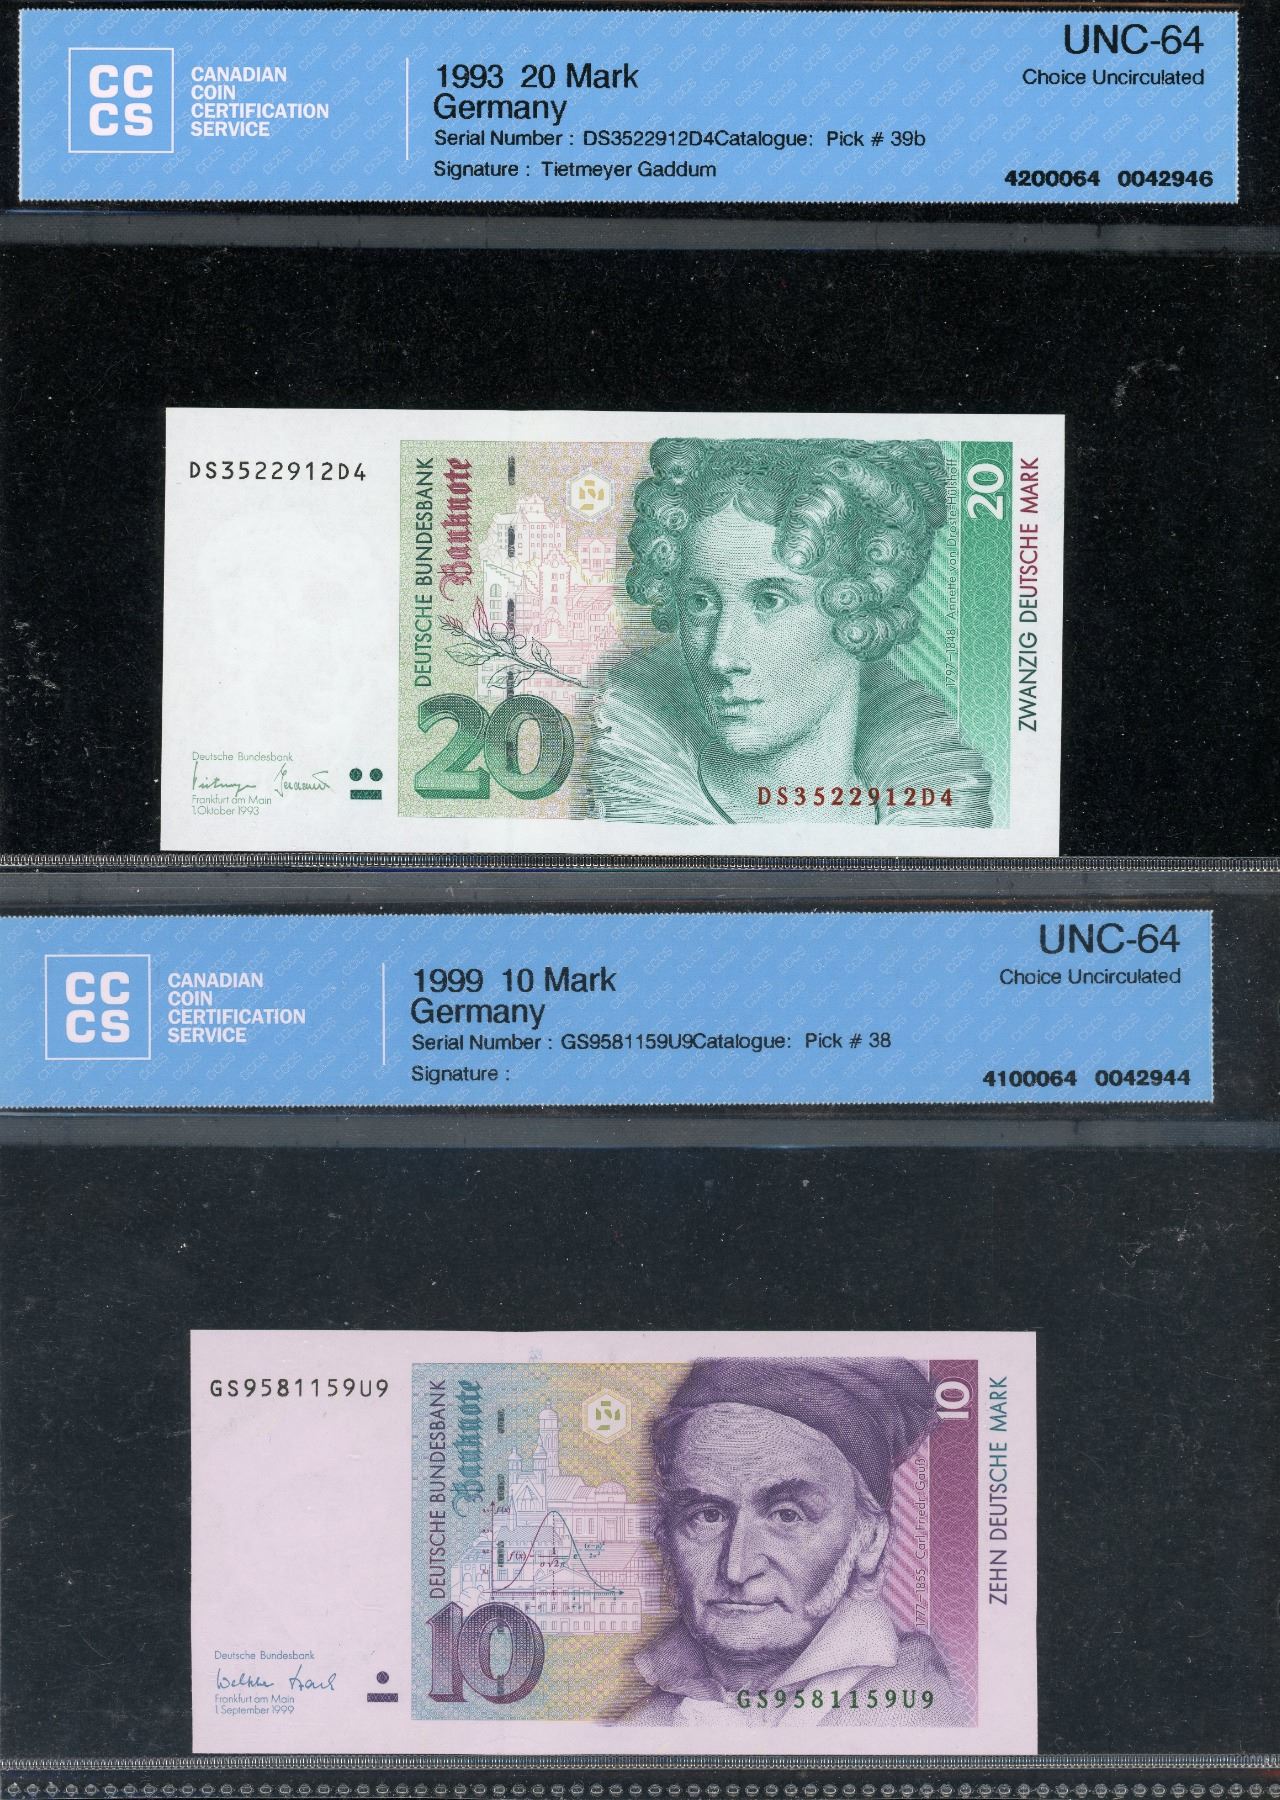 CC
CS
CANADIAN
COIN
CERTIFICATION
SERVICE
1993 20 Mark
Germany
Serial Number : DS3522912D4Catalogue: Pick # 39b
Signature : Tietmeyer Gaddum
UNC-64
Choice Uncirculated
4200064 0042946
DS3522912D4
DEUTSCHE BUNDESBANK
Banknote
20
Deutsche Bundesbank
Frankfurt am Main
1. Oktober 1993
1797–1848 Annette von Droste-Hülshoff
20
ZWANZIG DEUTSCHE MARK
DS3522912D4
CC
CS
CANADIAN
COIN
CERTIFICATION
SERVICE
1999 10 Mark
Germany
Serial Number : GS9581159U9Catalogue: Pick # 38
Signature :
UNC-64
Choice Uncirculated
4100064 0042944
GS9581159U9
DEUTSCHE BUNDESBANK
Banknote
10
Deutsche Bundesbank
Frankfurt am Main
1. September 1999
1777–1855 Carl Friedr. Gauß
10
ZEHN DEUTSCHE MARK
GS9581159U9